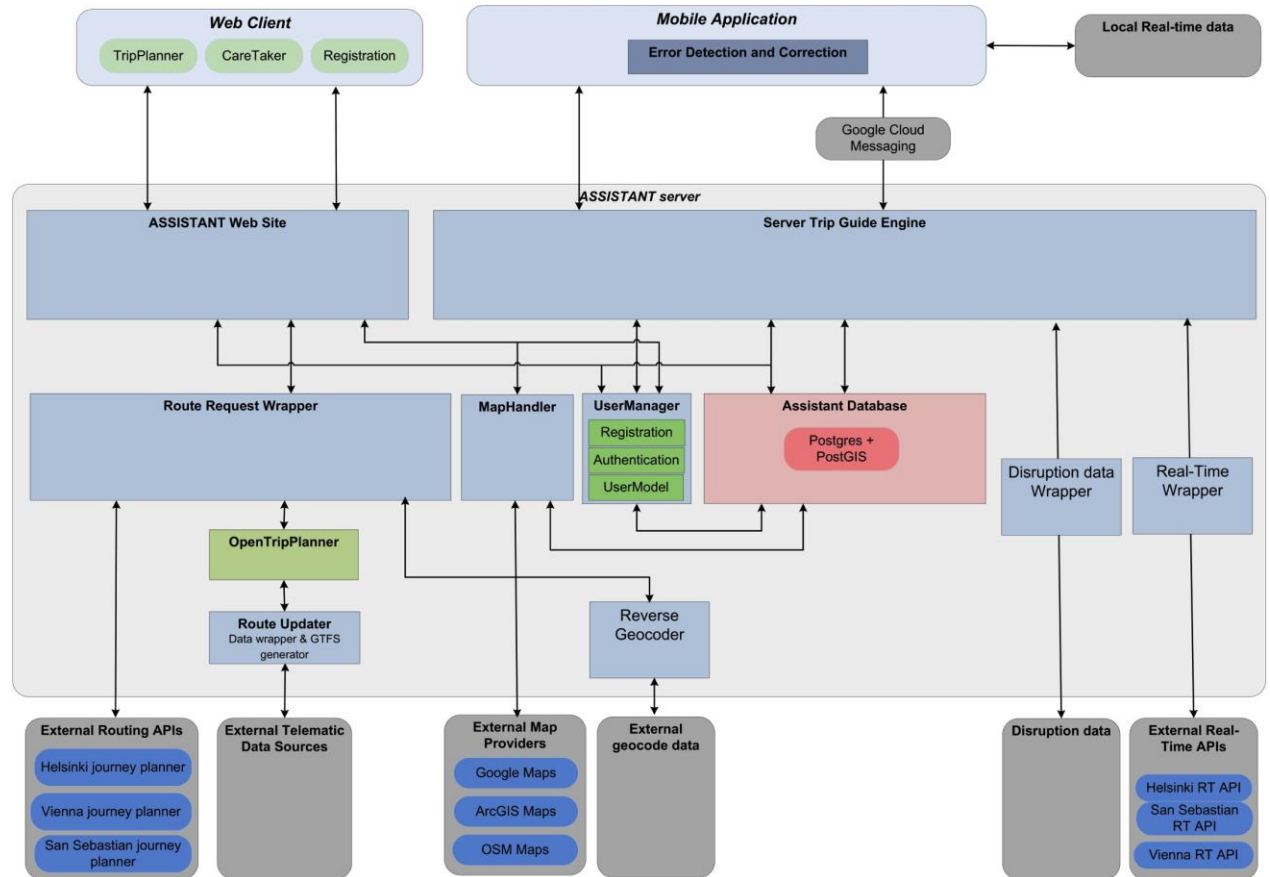 Web Client
TripPlanner
CareTaker
Registration
Mobile Application
Error Detection and Correction
Local Real-time data
Google Cloud
Messaging
ASSISTANT server
ASSISTANT Web Site
Server Trip Guide Engine
Route Request Wrapper
MapHandler
UserManager
Registration
Authentication
UserModel
Assistant Database
Postgres +
PostGIS
Disruption data
Wrapper
Real-Time
Wrapper
OpenTripPlanner
Route Updater
Data wrapper & GTFS
generator
Reverse
Geocoder
External Routing APIs
Helsinki journey planner
Vienna journey planner
San Sebastian journey
planner
External Telematic
Data Sources
External Map
Providers
Google Maps
ArcGIS Maps
OSM Maps
External
geocode data
Disruption data
External Real-
Time APIs
Helsinki RT API
San Sebastian
RT API
Vienna RT API